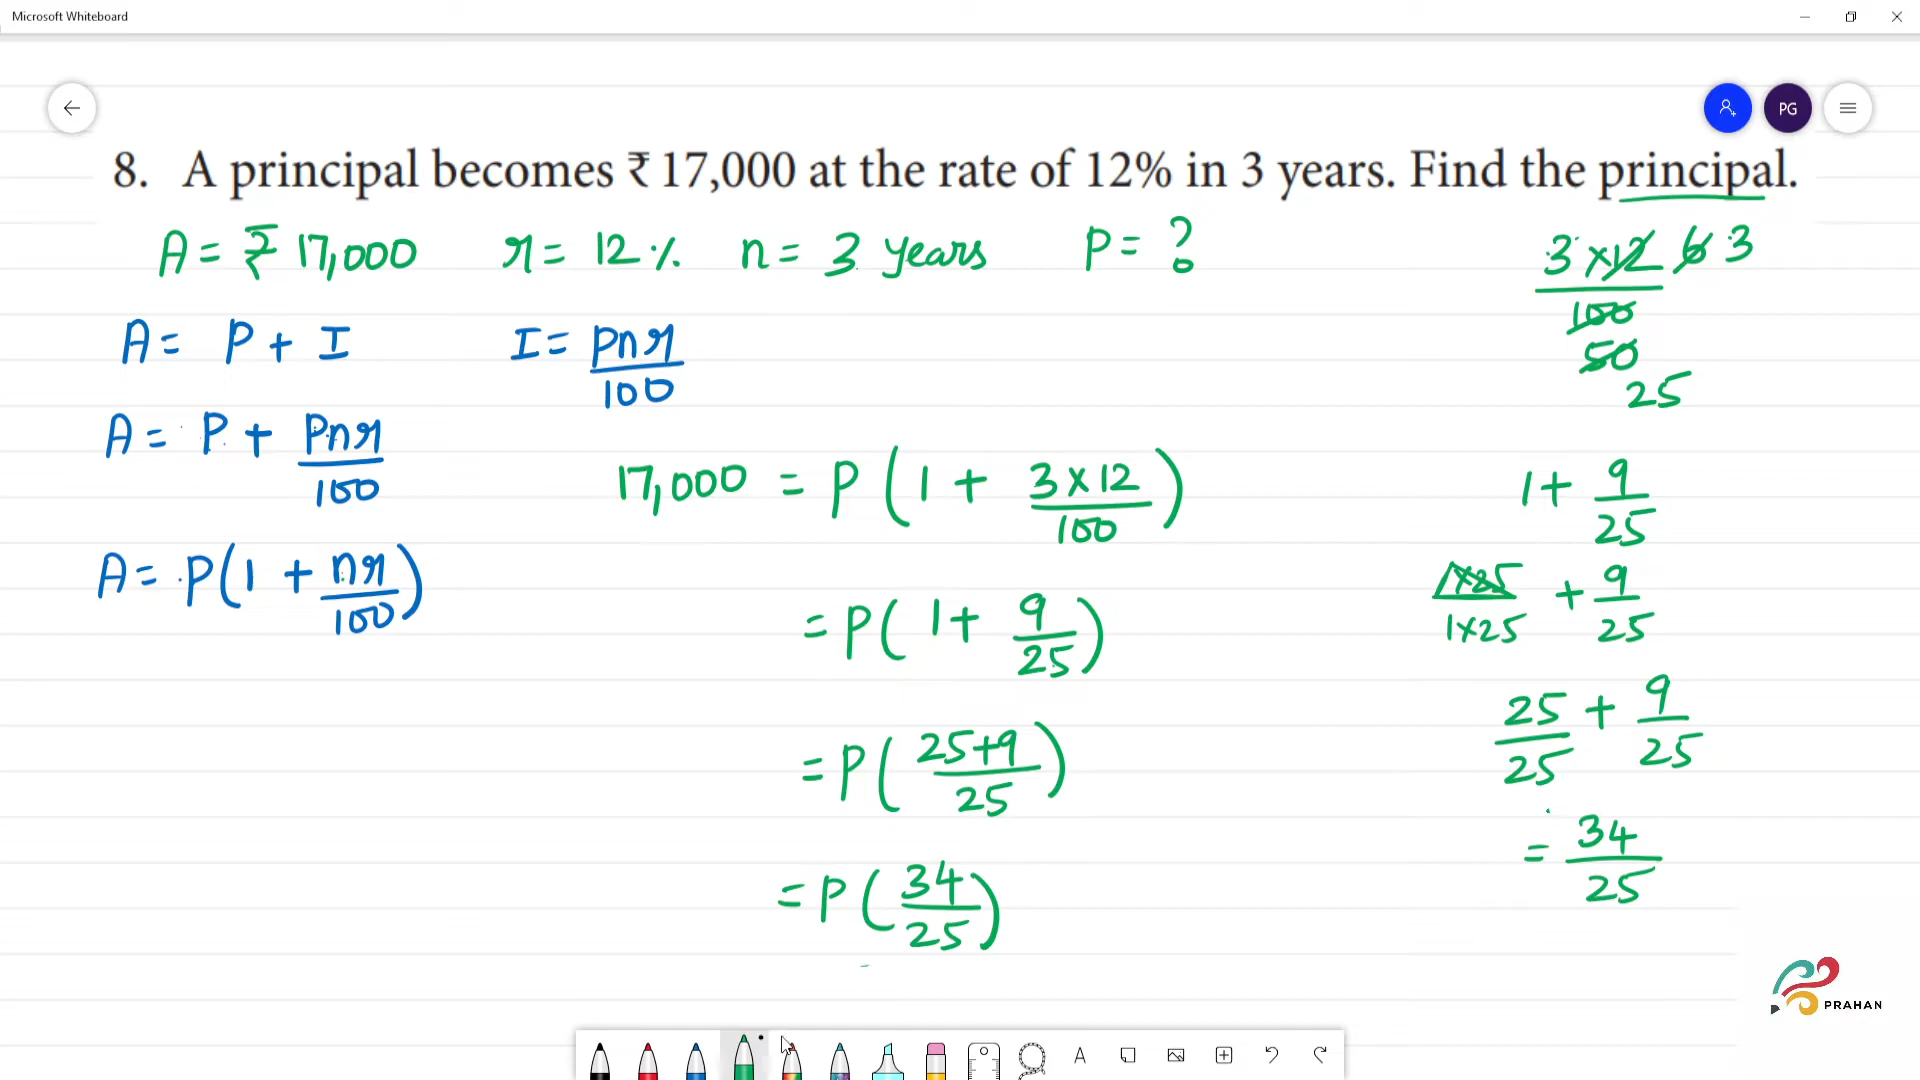 Microsoft Whiteboard
PG
8. A principal becomes ₹ 17,000 at the rate of 12% in 3 years. Find the principal.
A = ₹ 17,000 r = 12 % n = 3 years P = ?
A = P + I I = Pnr/100
A = P + Pnr/100
A = P(1 + nr/100)
17,000 = P(1 + 3 × 12/100)
= P(1 + 9/25)
= P(25+9/25)
= P(34/25)
3 × 12 6 3
100
50
25
1 + 9/25
1×25/1×25 + 9/25
25/25 + 9/25
= 34/25
PRAHAN
A